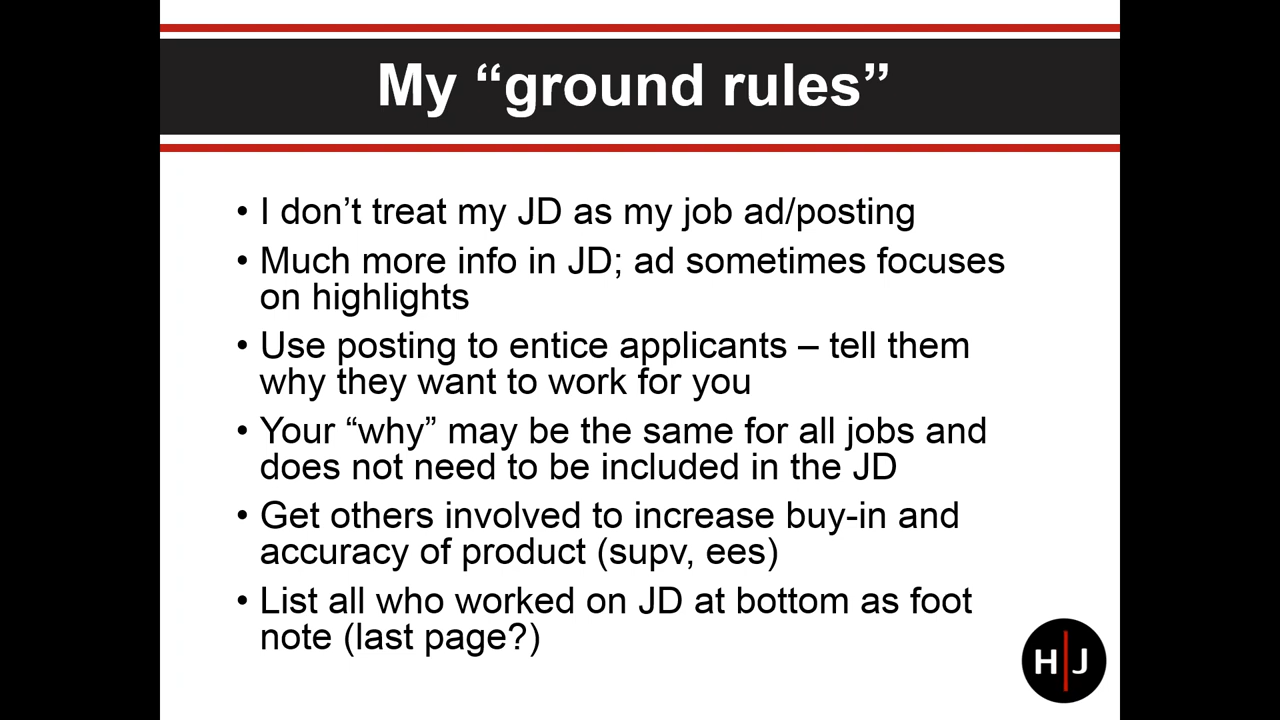 My “ground rules”
• I don’t treat my JD as my job ad/posting
• Much more info in JD; ad sometimes focuses
on highlights
• Use posting to entice applicants – tell them
why they want to work for you
• Your “why” may be the same for all jobs and
does not need to be included in the JD
• Get others involved to increase buy-in and
accuracy of product (supv, ees)
• List all who worked on JD at bottom as foot
note (last page?)
H|J